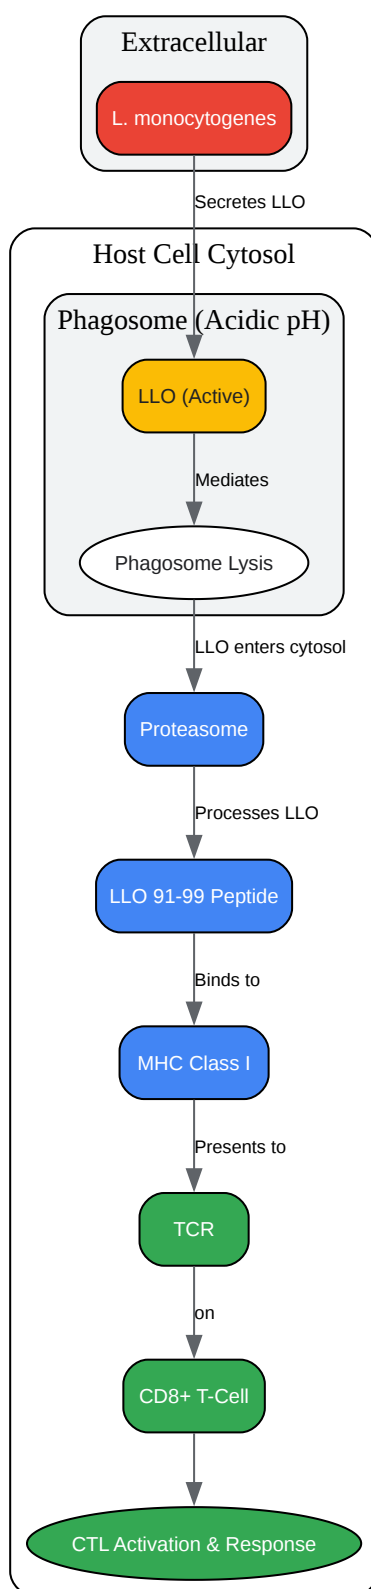 Extracellular
L. monocytogenes
Secretes LLO
Host Cell Cytosol
Phagosome (Acidic pH)
LLO (Active)
Mediates
Phagosome Lysis
LLO enters cytosol
Proteasome
Processes LLO
LLO 91-99 Peptide
Binds to
MHC Class I
Presents to
TCR
on
CD8+ T-Cell
CTL Activation & Response